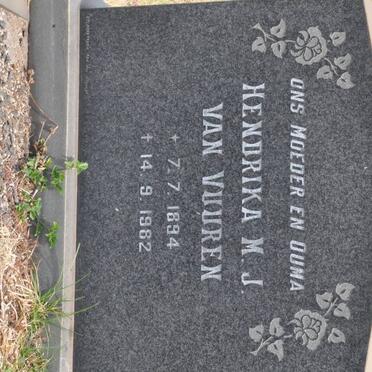 ONS MOEDER EN OUMA
HENDRIKA M. J.
VAN VUUREN
+ 7. 7. 1894
+ 14. 9. 1982